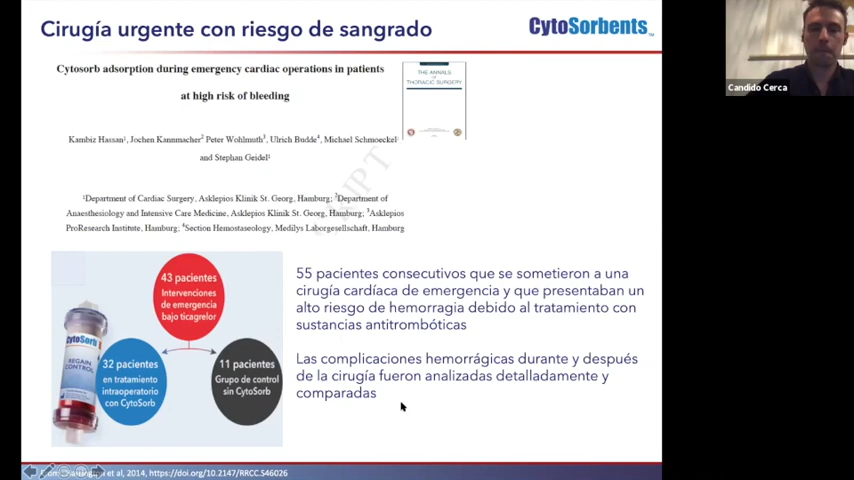 Cirugía urgente con riesgo de sangrado
CytoSorbents™
Cytosorb adsorption during emergency cardiac operations in patients
at high risk of bleeding
THE ANNALS
OF
THORACIC SURGERY
Kambiz Hassan¹, Jochen Kannmacher² Peter Wohlmuth³, Ulrich Budde⁴, Michael Schmoeckel¹
and Stephan Geidel¹
¹Department of Cardiac Surgery, Asklepios Klinik St. Georg, Hamburg; ²Department of
Anaesthesiology and Intensive Care Medicine, Asklepios Klinik St. Georg, Hamburg; ³Asklepios
ProResearch Institute, Hamburg; ⁴Section Hemostaseology, Medilys Laborgesellschaft, Hamburg
43 pacientes
Intervenciones
de emergencia
bajo ticagrelor
CytoSorb
REGAIN
CONTROL
32 pacientes
en tratamiento
intraoperatorio
con CytoSorb
11 pacientes
Grupo de control
sin CytoSorb
55 pacientes consecutivos que se sometieron a una
cirugía cardíaca de emergencia y que presentaban un
alto riesgo de hemorragia debido al tratamiento con
sustancias antitrombóticas
Las complicaciones hemorrágicas durante y después
de la cirugía fueron analizadas detalladamente y
comparadas
et al, 2014, https://doi.org/10.2147/RRCC.S46026
Candido Cerca